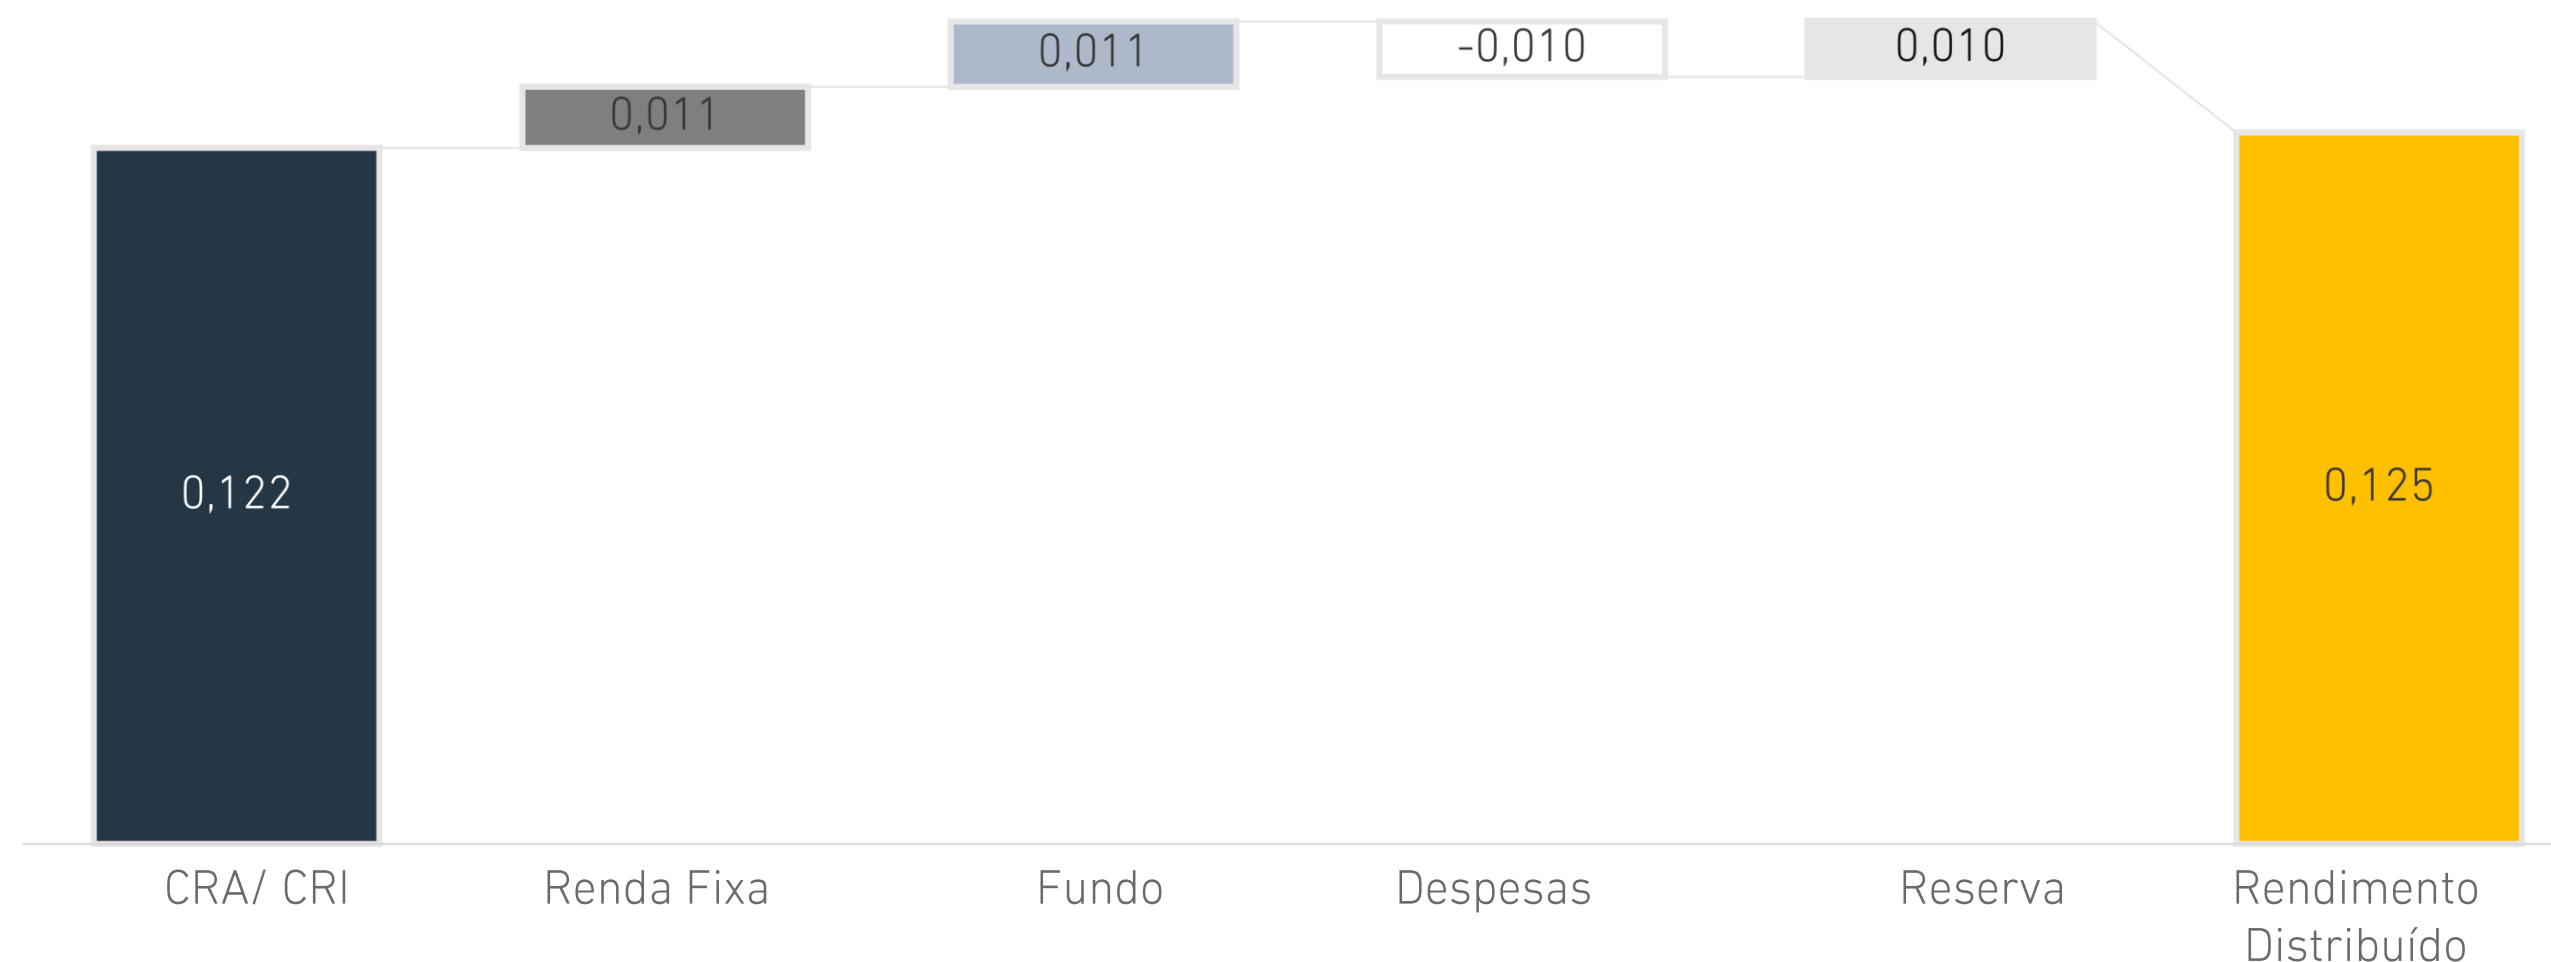 0,011
-0,010
0,010
0,011
0,122
0,125
CRA/ CRI
Renda Fixa
Fundo
Despesas
Reserva
Rendimento
Distribuído